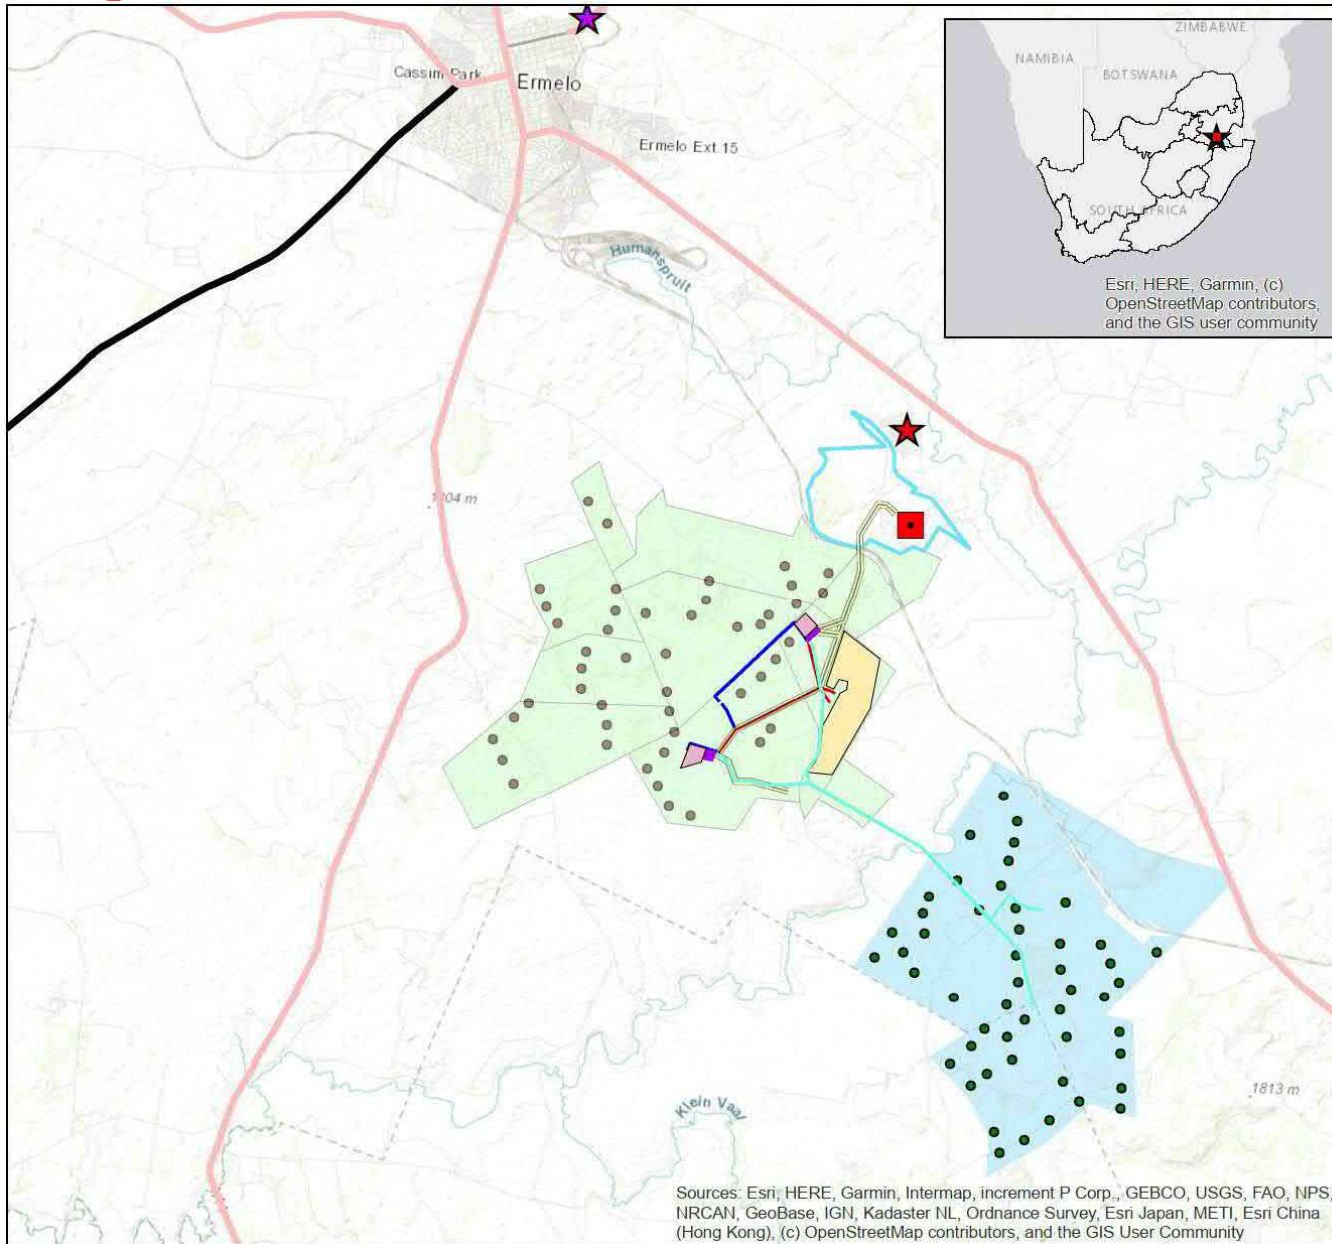 ZIMBABWE
NAMIBIA
BOTSWANA
SOUTH AFRICA
Esri, HERE, Garmin, (c)
OpenStreetMap contributors,
and the GIS user community
Cassim Park
Ermelo
Ermelo Ext 15
Humanspruit
1804 m
Klein Vaal
1813 m
Sources: Esri, HERE, Garmin, Intermap, increment P Corp., GEBCO, USGS, FAO, NPS,
NRCAN, GeoBase, IGN, Kadaster NL, Ordnance Survey, Esri Japan, METI, Esri China
(Hong Kong), (c) OpenStreetMap contributors, and the GIS User Community